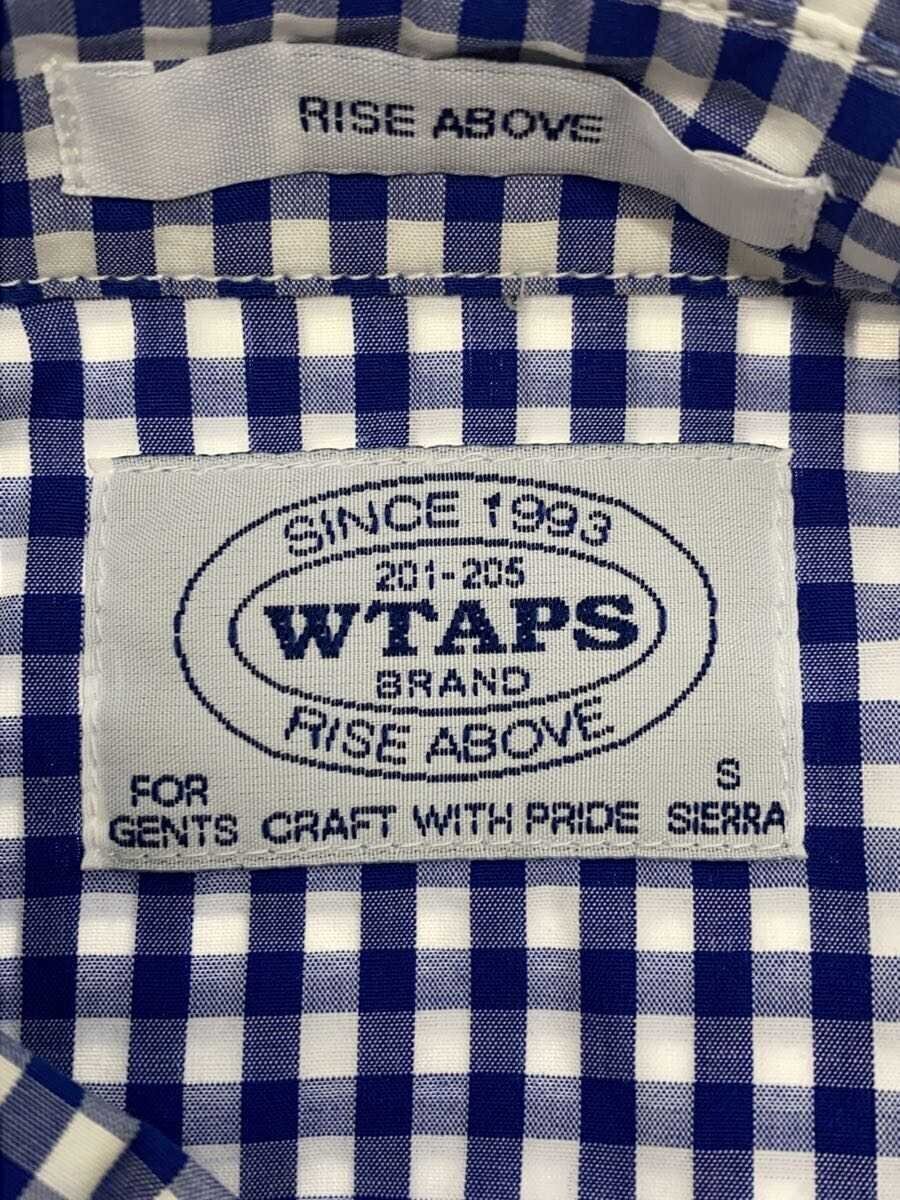 RISE ABOVE
SINCE 1993
201-205
WTAPS
BRAND
RISE ABOVE
FOR GENTS
CRAFT WITH PRIDE
S
SIERRA